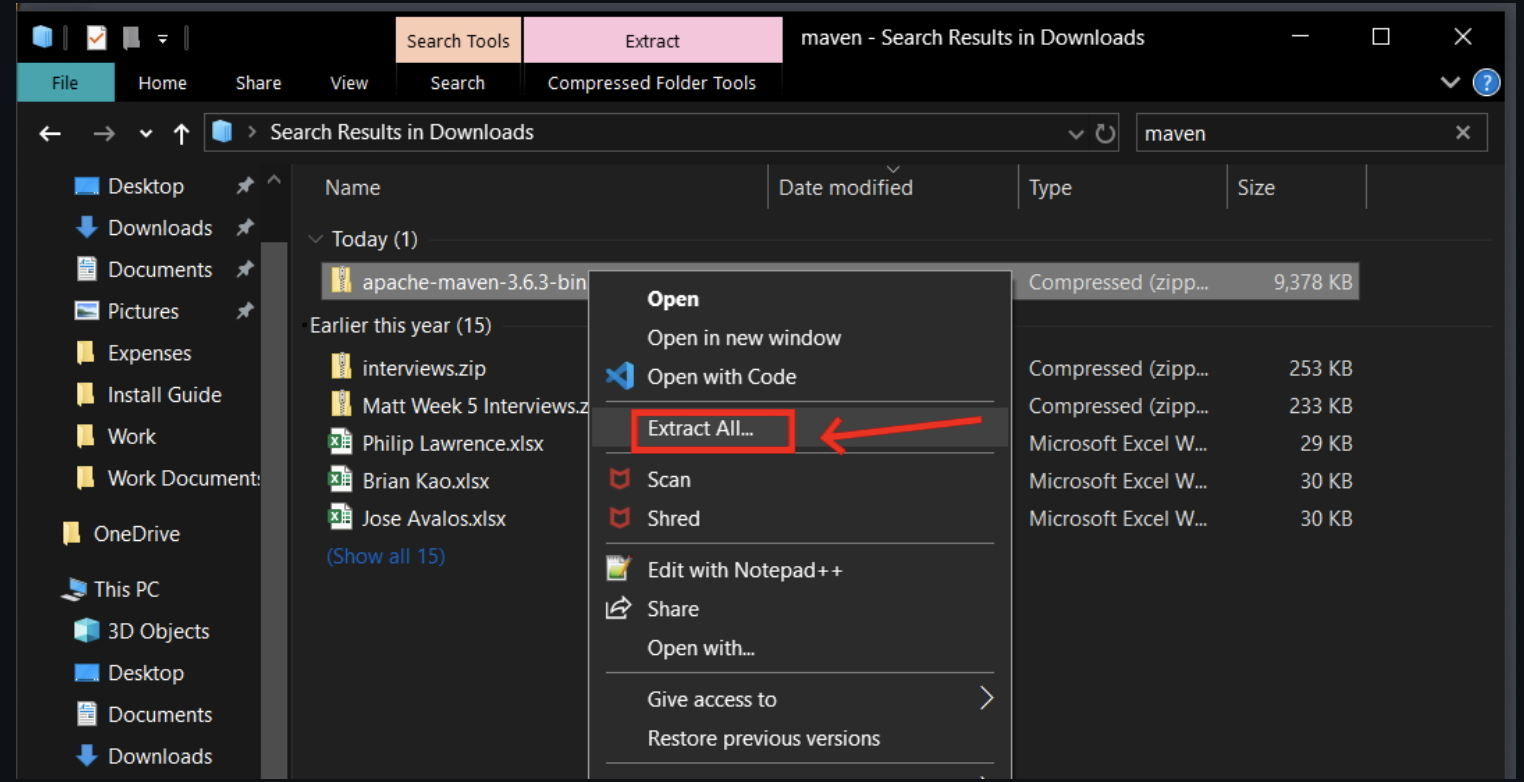 Search Tools Extract maven - Search Results in Downloads
File Home Share View Search Compressed Folder Tools ?
Search Results in Downloads maven
Desktop
Downloads
Documents
Pictures
Expenses
Install Guide
Work
Work Document
OneDrive
This PC
3D Objects
Desktop
Documents
Downloads
Name Date modified Type Size
Today (1)
apache-maven-3.6.3-bin Compressed (zipp... 9,378 KB
Earlier this year (15)
interviews.zip Compressed (zipp... 253 KB
Matt Week 5 Interviews.z Compressed (zipp... 233 KB
Philip Lawrence.xlsx Microsoft Excel W... 29 KB
Brian Kao.xlsx Microsoft Excel W... 30 KB
Jose Avalos.xlsx Microsoft Excel W... 30 KB
(Show all 15)
Open
Open in new window
Open with Code
Extract All...
Scan
Shred
Edit with Notepad++
Share
Open with...
Give access to
Restore previous versions